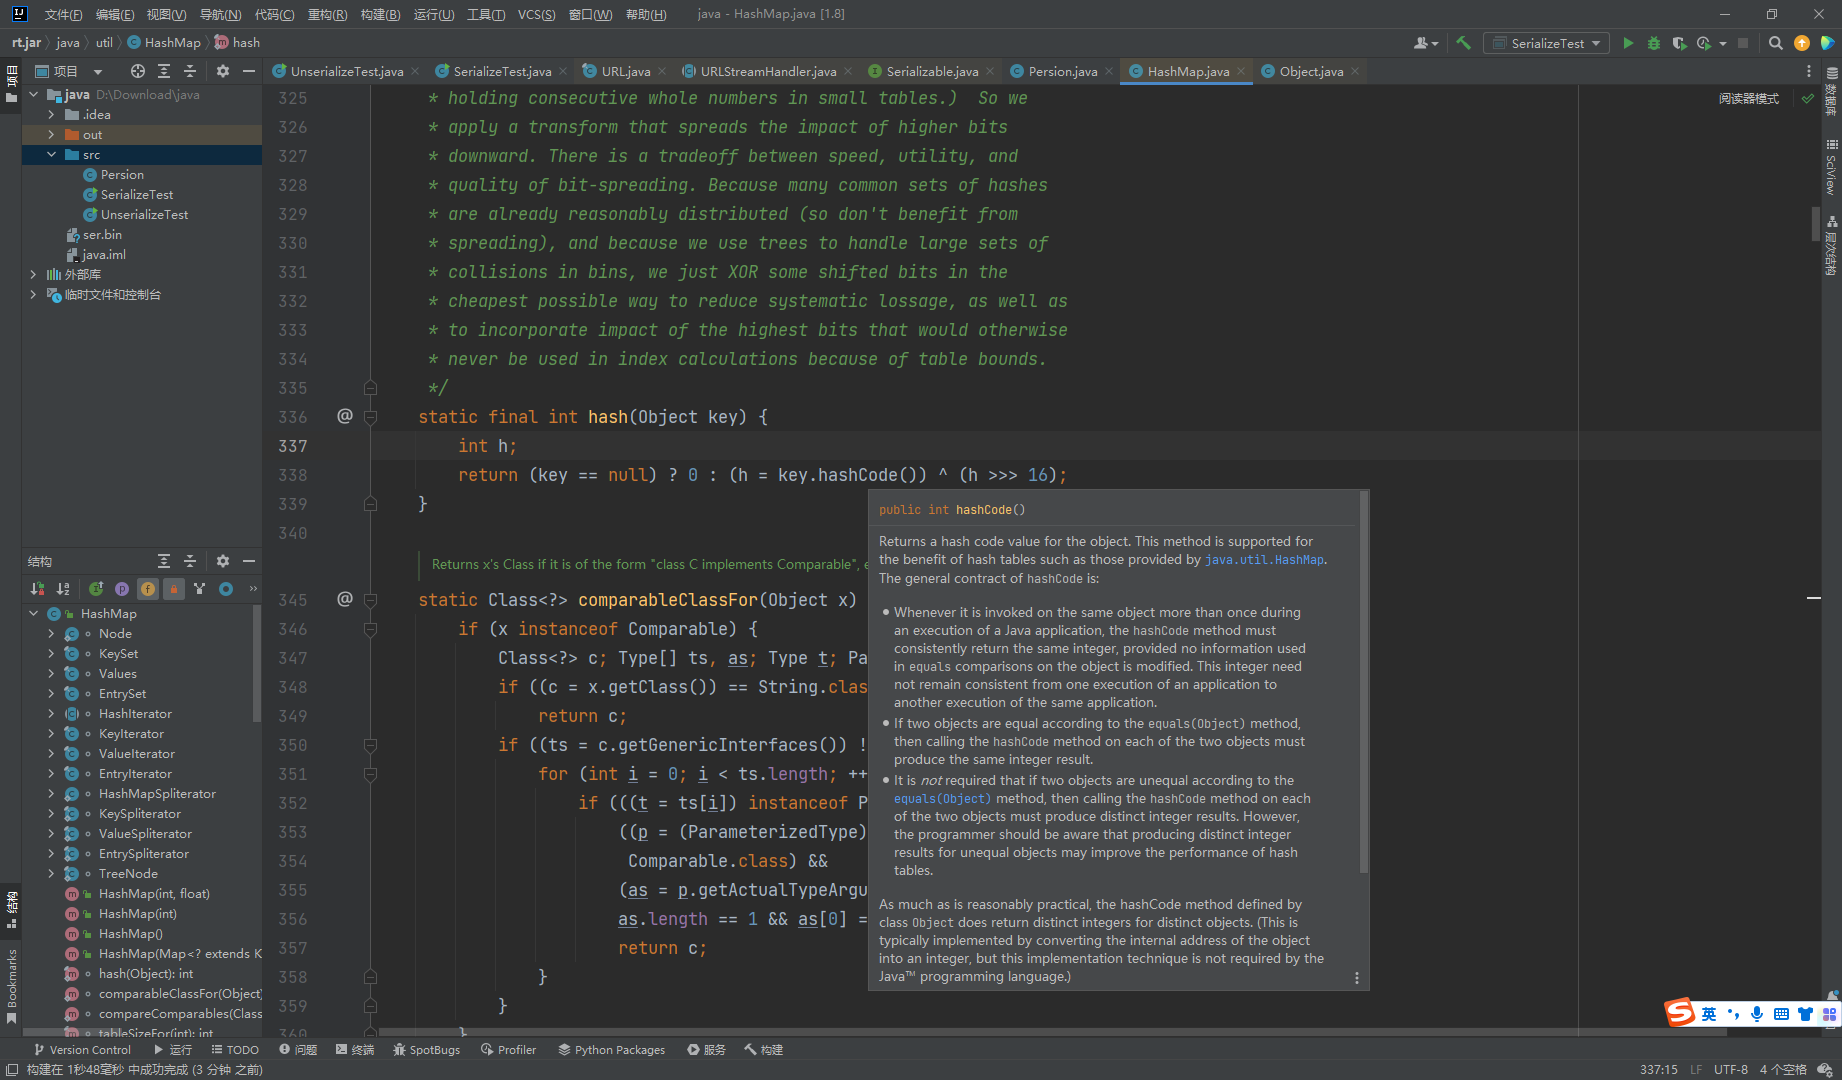 文件(F) 编辑(E) 视图(V) 导航(N) 代码(C) 重构(R) 构建(B) 运行(U) 工具(T) VCS(S) 窗口(W) 帮助(H) java - HashMap.java [1.8]
rt.jar java util HashMap hash SerializeTest
项目 UnserializeTest.java SerializeTest.java URL.java URLStreamHandler.java Serializable.java Persion.java HashMap.java Object.java
项目
java D:\Download\java
.idea
out
src
Persion
SerializeTest
UnserializeTest
ser.bin
java.iml
外部库
临时文件和控制台
结构
HashMap
Node
KeySet
Values
EntrySet
HashIterator
KeyIterator
ValueIterator
EntryIterator
HashMapSpliterator
KeySpliterator
ValueSpliterator
EntrySpliterator
TreeNode
HashMap(int, float)
HashMap(int)
HashMap()
HashMap(Map<? extends K
hash(Object): int
comparableClassFor(Object)
compareComparables(Class
tableSizeFor(int): int
结构
Bookmarks
阅读器模式
325 * holding consecutive whole numbers in small tables.)  So we
326 * apply a transform that spreads the impact of higher bits
327 * downward. There is a tradeoff between speed, utility, and
328 * quality of bit-spreading. Because many common sets of hashes
329 * are already reasonably distributed (so don't benefit from
330 * spreading), and because we use trees to handle large sets of
331 * collisions in bins, we just XOR some shifted bits in the
332 * cheapest possible way to reduce systematic lossage, as well as
333 * to incorporate impact of the highest bits that would otherwise
334 * never be used in index calculations because of table bounds.
335 */
336 @ static final int hash(Object key) {
337 int h;
338 return (key == null) ? 0 : (h = key.hashCode()) ^ (h >>> 16);
339 }
340
Returns x's Class if it is of the form "class C implements Comparable", e
345 @ static Class<?> comparableClassFor(Object x)
346 if (x instanceof Comparable) {
347 Class<?> c; Type[] ts, as; Type t; Pa
348 if ((c = x.getClass()) == String.clas
349 return c;
350 if ((ts = c.getGenericInterfaces()) !
351 for (int i = 0; i < ts.length; ++
352 if (((t = ts[i]) instanceof P
353 ((p = (ParameterizedType)
354 Comparable.class) &&
355 (as = p.getActualTypeArgu
356 as.length == 1 && as[0] =
357 return c;
358 }
359 }
360 }
public int hashCode()
Returns a hash code value for the object. This method is supported for
the benefit of hash tables such as those provided by java.util.HashMap.
The general contract of hashCode is:
• Whenever it is invoked on the same object more than once during
an execution of a Java application, the hashCode method must
consistently return the same integer, provided no information used
in equals comparisons on the object is modified. This integer need
not remain consistent from one execution of an application to
another execution of the same application.
• If two objects are equal according to the equals(Object) method,
then calling the hashCode method on each of the two objects must
produce the same integer result.
• It is not required that if two objects are unequal according to the
equals(Object) method, then calling the hashCode method on each
of the two objects must produce distinct integer results. However,
the programmer should be aware that producing distinct integer
results for unequal objects may improve the performance of hash
tables.
As much as is reasonably practical, the hashCode method defined by
class Object does return distinct integers for distinct objects. (This is
typically implemented by converting the internal address of the object
into an integer, but this implementation technique is not required by the
Java™ programming language.)
数据库
SciView
层次结构
英
Version Control 运行 TODO 问题 终端 SpotBugs Profiler Python Packages 服务 构建
构建在 1秒48毫秒 中成功完成 (3 分钟 之前) 337:15 LF UTF-8 4 个空格